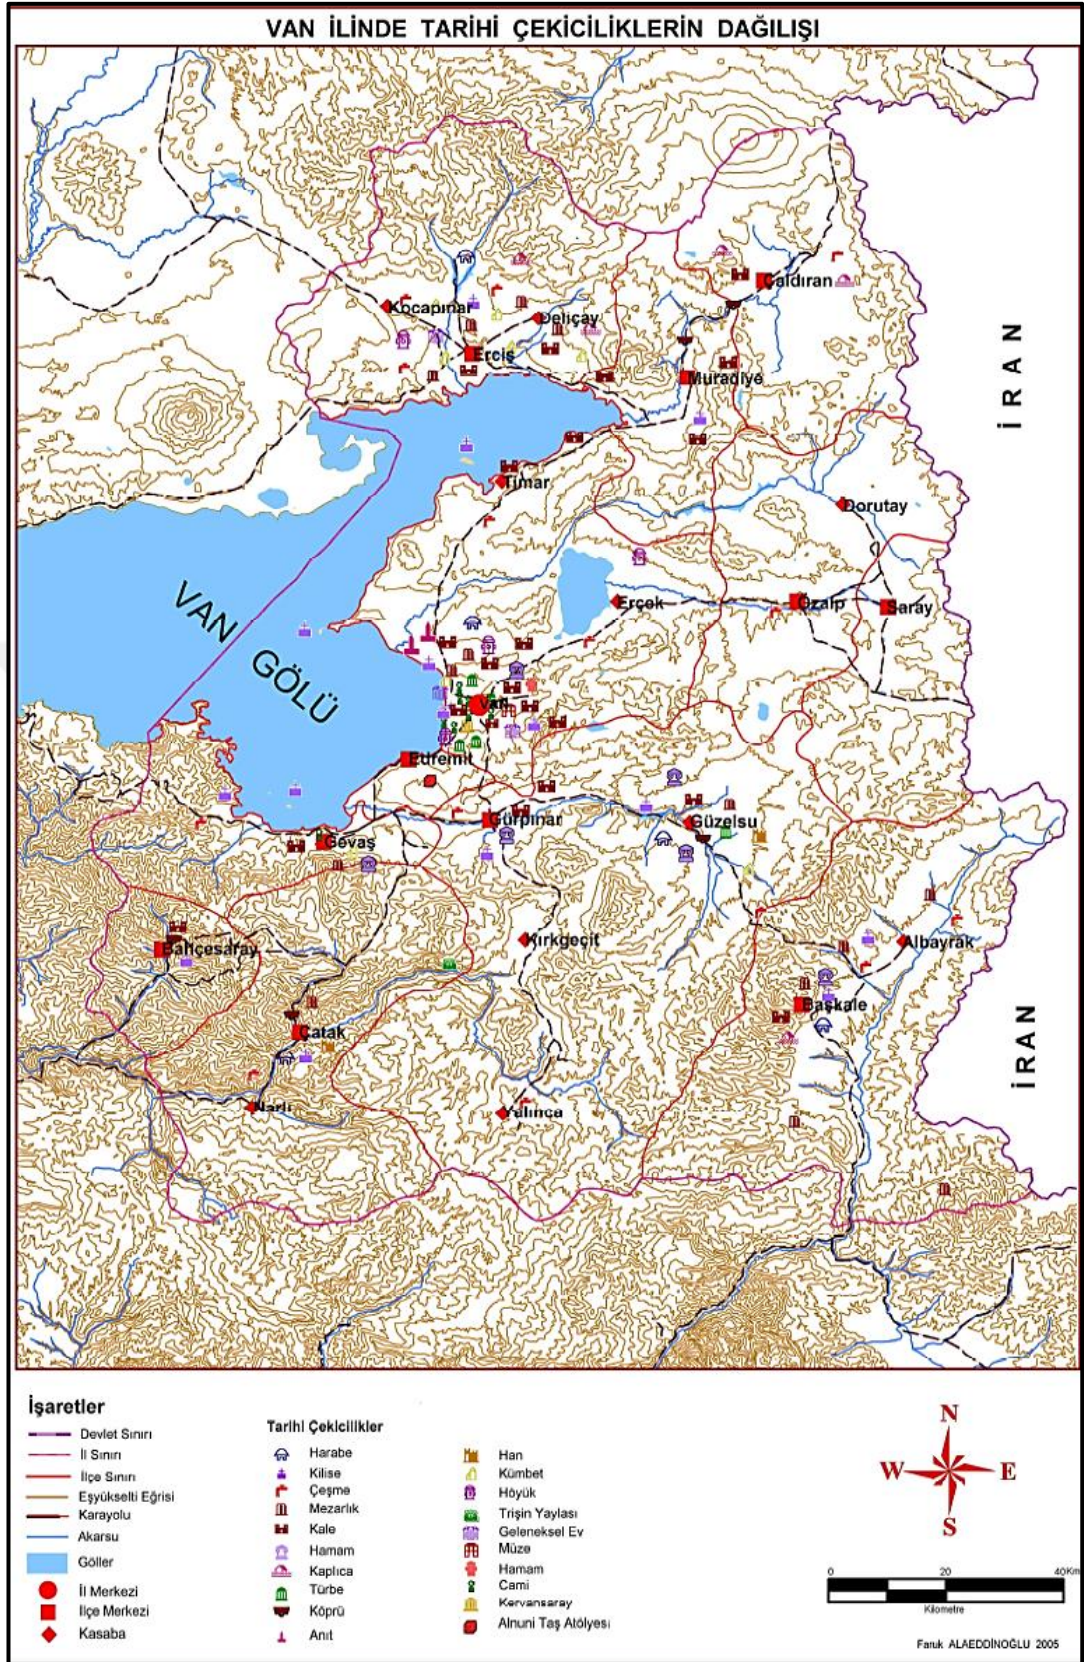 VAN İLİNDE TARİHİ ÇEKİCİLİKLERİN DAĞILIŞI
İRAN
Çaldıran
Kocapınar
Deliçay
Erciş
Muradiye
Timar
Dorutay
Erçek
Özalp
Saray
VAN GÖLÜ
Van
Edremit
Gürpınar
Güzelsu
Gevaş
Kırkgeçit
Albayrak
Bahçesaray
Başkale
Çatak
İRAN
Narlı
Yalınca
İşaretler
Devlet Sınırı
İl Sınırı
İlçe Sınırı
Eşyükselti Eğrisi
Karayolu
Akarsu
Göller
İl Merkezi
İlçe Merkezi
Kasaba
Tarihi Çekicilikler
Harabe
Kilise
Çeşme
Mezarlık
Kale
Hamam
Kaplıca
Türbe
Köprü
Anıt
Han
Kümbet
Höyük
Trişin Yaylası
Geleneksel Ev
Müze
Hamam
Cami
Kervansaray
Alnuni Taş Atölyesi
N
W E
S
0 20 40Km
Kilometre
Faruk ALAEDDİNOĞLU 2005